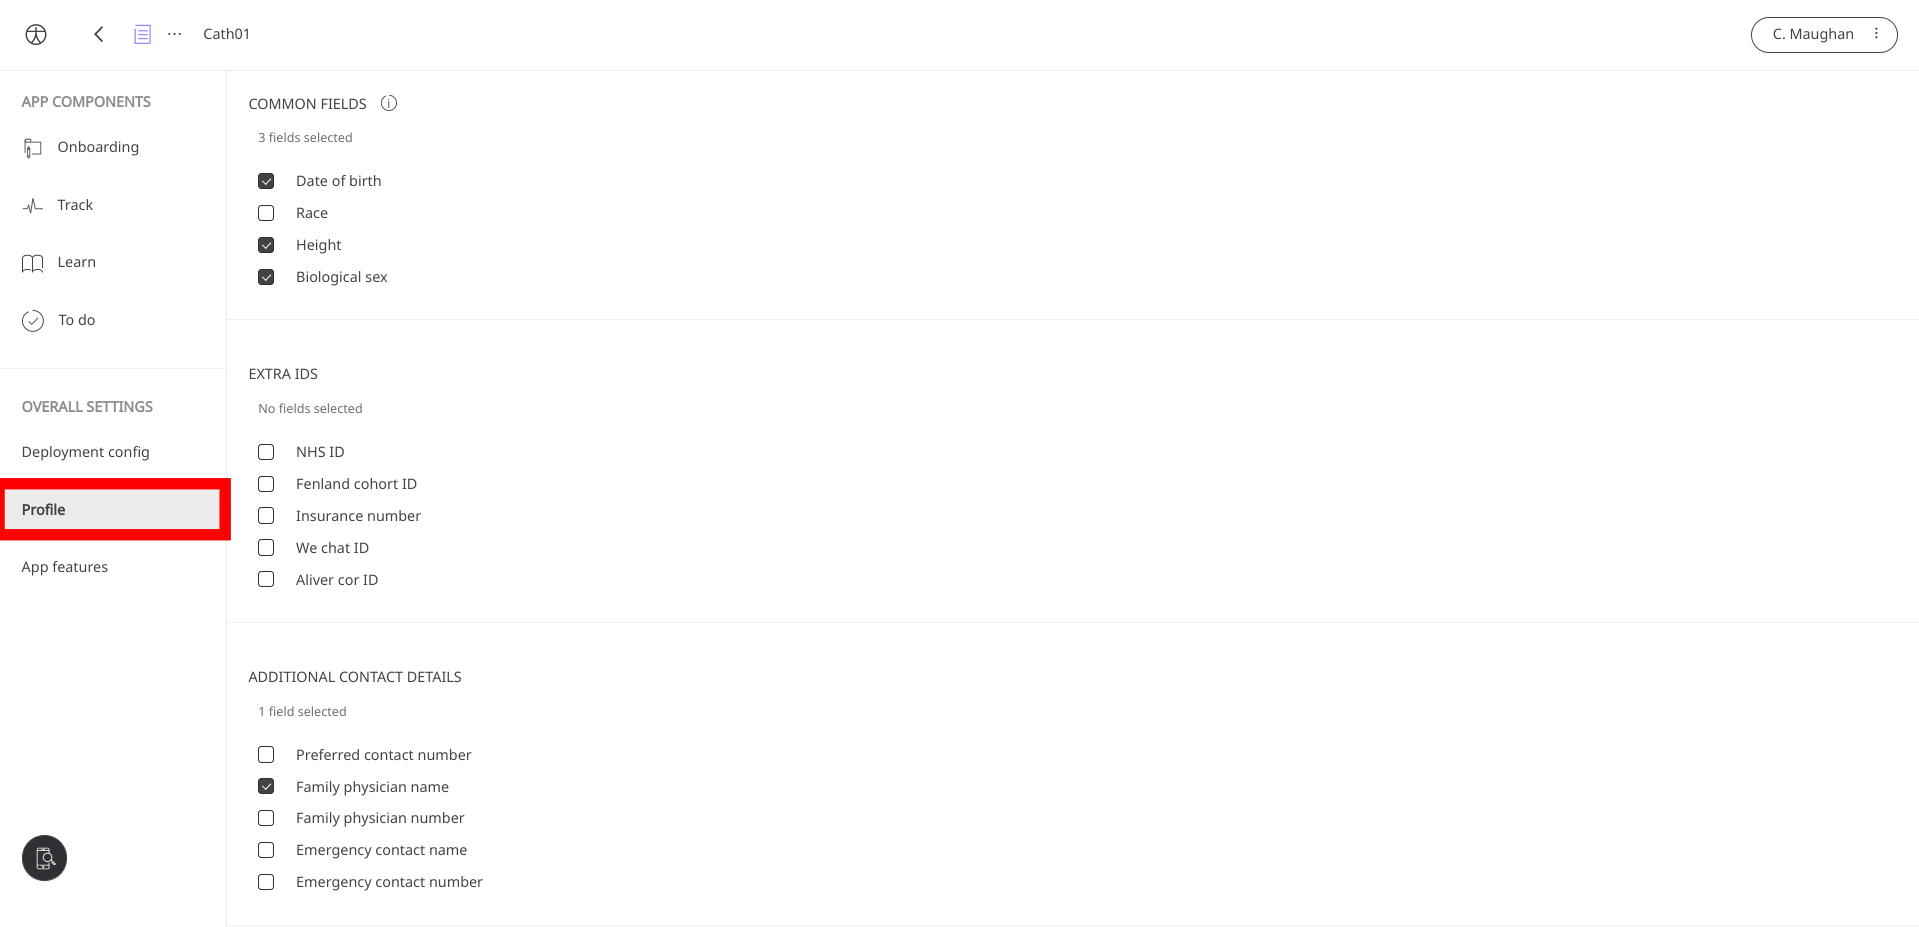 Cath01
C. Maughan
APP COMPONENTS
Onboarding
Track
Learn
To do
OVERALL SETTINGS
Deployment config
Profile
App features
COMMON FIELDS
3 fields selected
Date of birth
Race
Height
Biological sex
EXTRA IDS
No fields selected
NHS ID
Fenland cohort ID
Insurance number
We chat ID
Aliver cor ID
ADDITIONAL CONTACT DETAILS
1 field selected
Preferred contact number
Family physician name
Family physician number
Emergency contact name
Emergency contact number